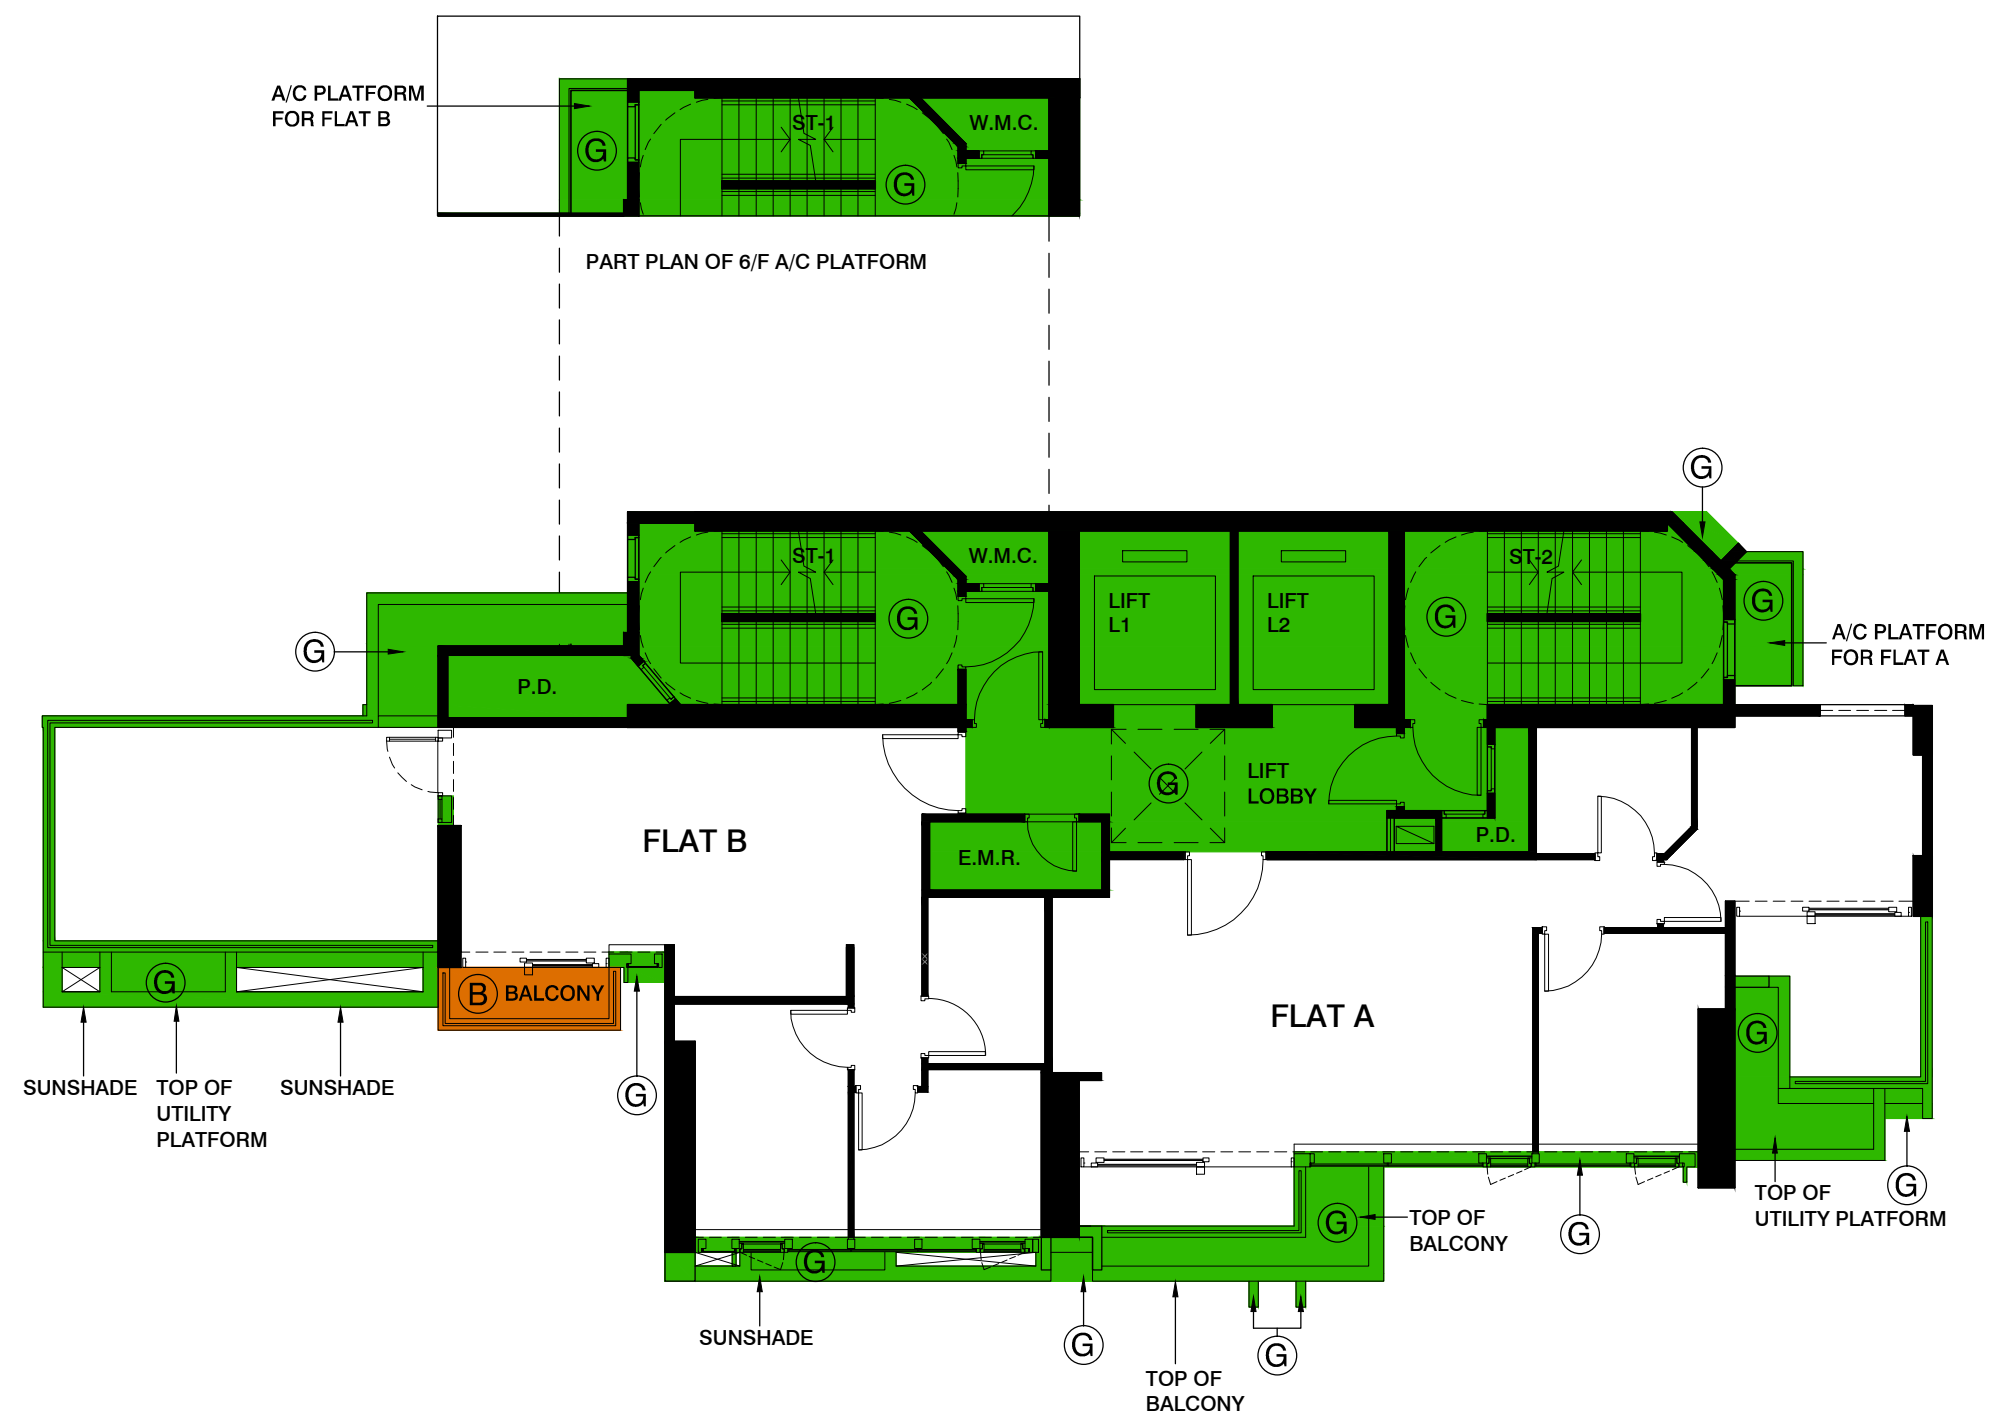 A/C PLATFORM
FOR FLAT B
G
ST-1
W.M.C.
G
PART PLAN OF 6/F A/C PLATFORM
G
ST-1
W.M.C.
G
LIFT
L1
LIFT
L2
ST-2
G
G
A/C PLATFORM
FOR FLAT A
G
P.D.
G
LIFT
LOBBY
P.D.
E.M.R.
FLAT B
FLAT A
G
B BALCONY
G
G
SUNSHADE
TOP OF
UTILITY
PLATFORM
SUNSHADE
G
TOP OF
UTILITY PLATFORM
G
G
TOP OF
BALCONY
G
G
SUNSHADE
G
G
TOP OF
BALCONY